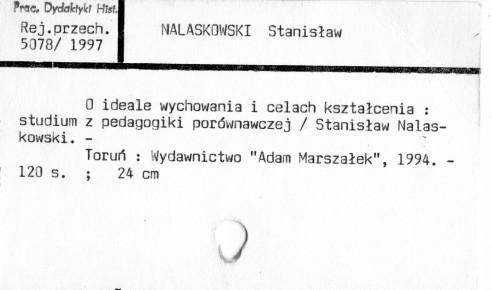 Prac. Dydaktyki Hist.
Rej.przech.
5078/ 1997
NALASKOWSKI Stanisław
O ideale wychowania i celach kształcenia :
studium z pedagogiki porównawczej / Stanisław Nalas-
kowski. -
Toruń : Wydawnictwo "Adam Marszałek", 1994. -
120 s. ; 24 cm